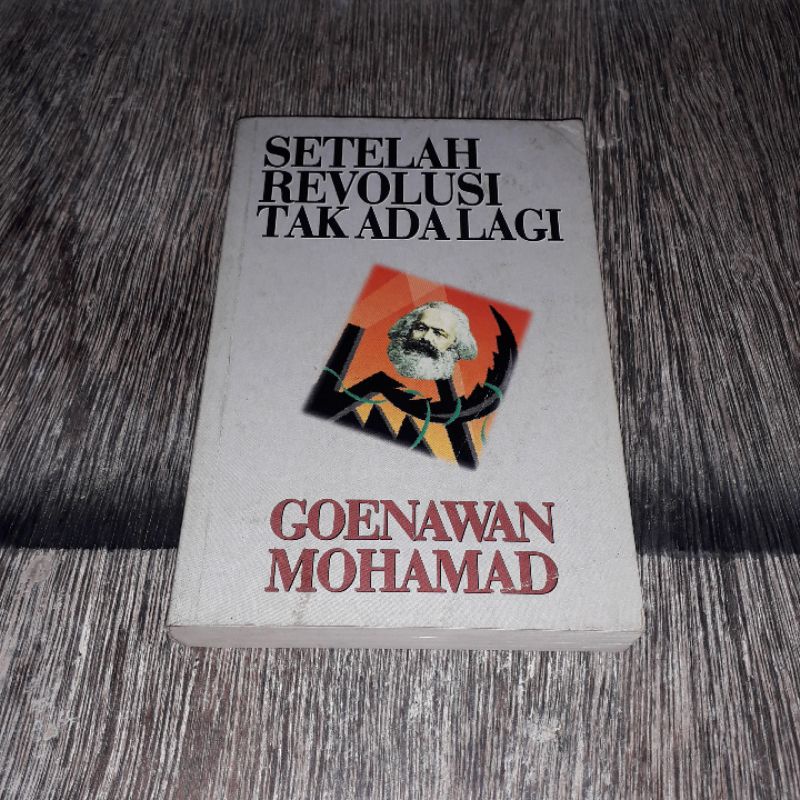 SETELAH
REVOLUSI
TAK ADA LAGI
GOENAWAN
MOHAMAD